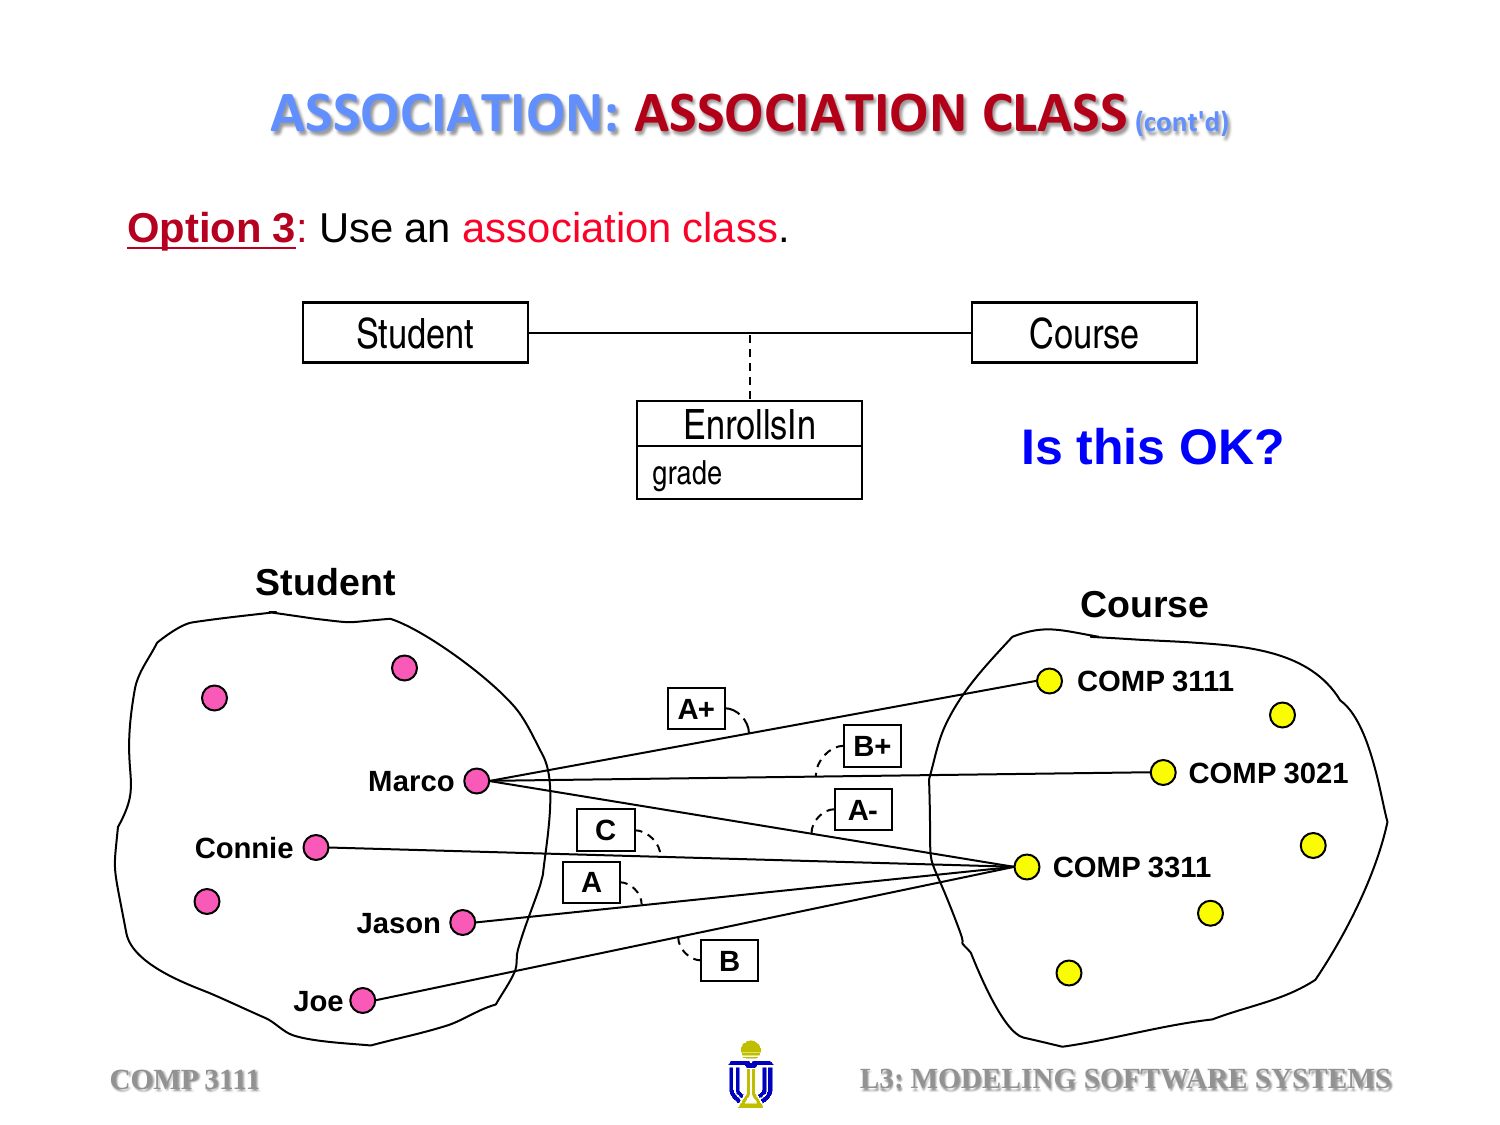 ASSOCIATION: ASSOCIATION CLASS (cont'd)
Option 3: Use an association class.
Student
Course
EnrollsIn
grade
Is this OK?
Student
Course
COMP 3111
A+
B+
COMP 3021
Marco
A-
C
Connie
COMP 3311
A
Jason
B
Joe
COMP 3111
L3: MODELING SOFTWARE SYSTEMS